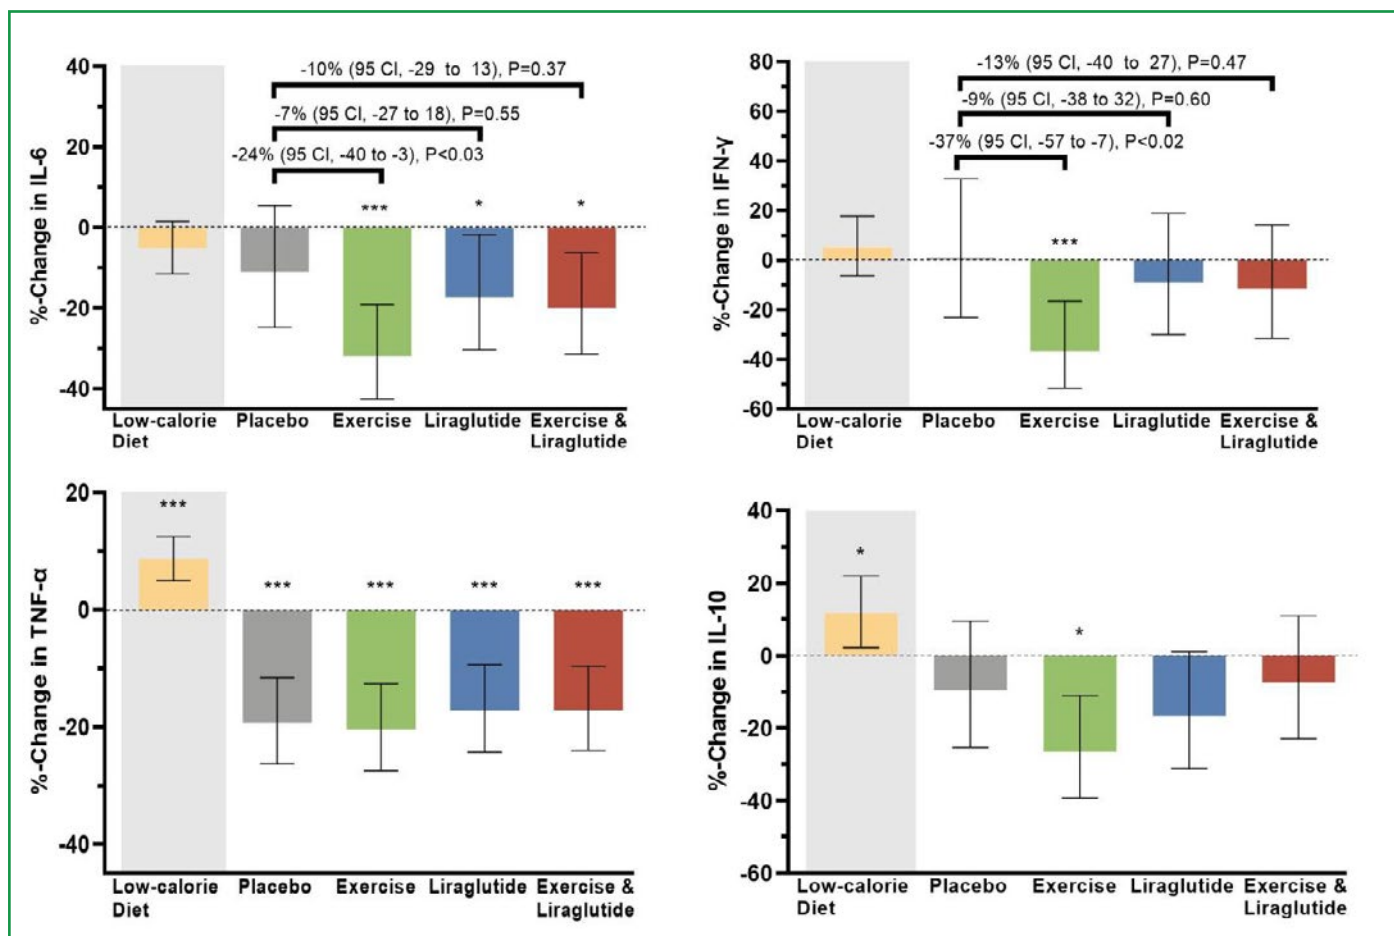 -10% (95 CI, -29 to 13), P=0.37
-7% (95 CI, -27 to 18), P=0.55
-24% (95 CI, -40 to -3), P<0.03
%-Change in IL-6
40
20
0
-20
-40
***
*
*
Low-calorie Diet
Placebo
Exercise
Liraglutide
Exercise & Liraglutide
-13% (95 CI, -40 to 27), P=0.47
-9% (95 CI, -38 to 32), P=0.60
-37% (95 CI, -57 to -7), P<0.02
%-Change in IFN-γ
80
60
40
20
0
-20
-40
-60
***
Low-calorie Diet
Placebo
Exercise
Liraglutide
Exercise & Liraglutide
%-Change in TNF-α
20
0
-20
-40
***
***
***
***
***
Low-calorie Diet
Placebo
Exercise
Liraglutide
Exercise & Liraglutide
%-Change in IL-10
40
20
0
-20
-40
-60
*
*
Low-calorie Diet
Placebo
Exercise
Liraglutide
Exercise & Liraglutide